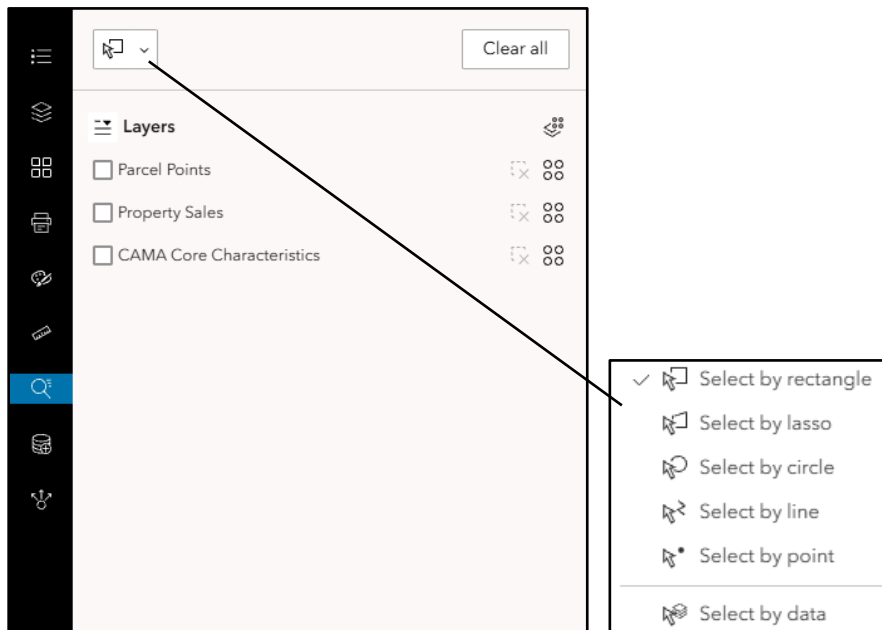 Clear all
Layers
Parcel Points
Property Sales
CAMA Core Characteristics
Select by rectangle
Select by lasso
Select by circle
Select by line
Select by point
Select by data